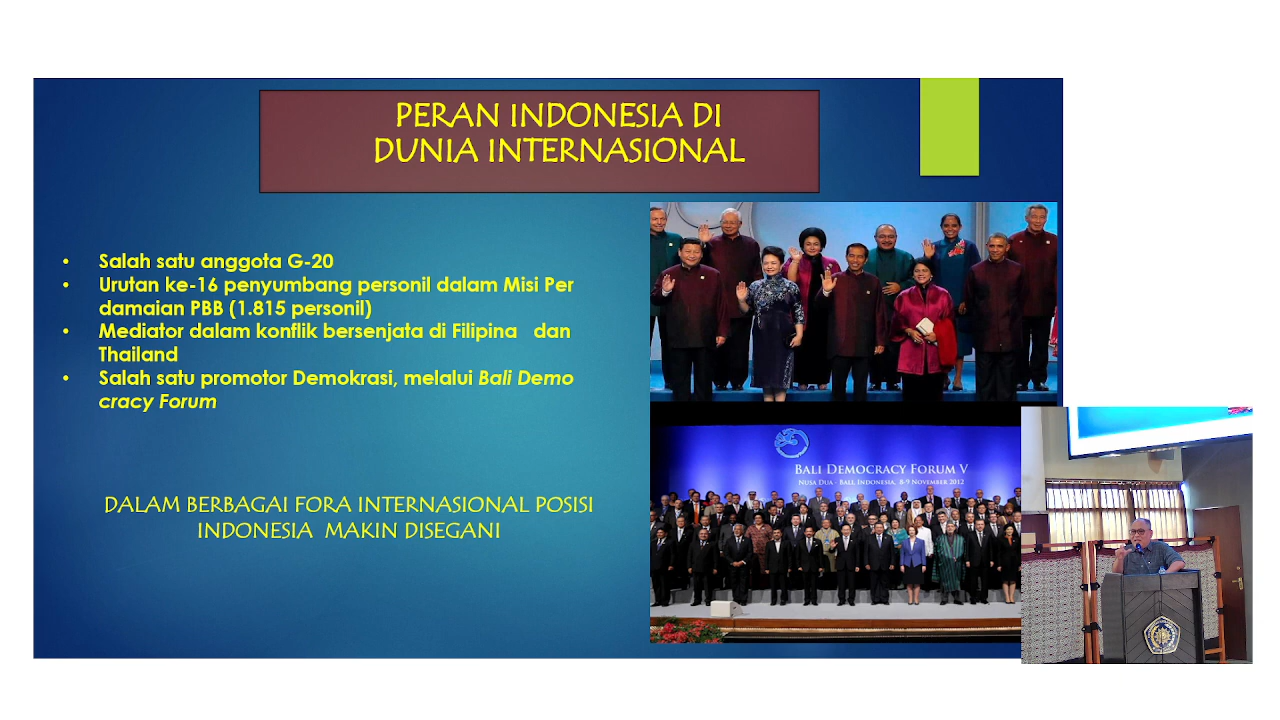 PERAN INDONESIA DI
DUNIA INTERNASIONAL
• Salah satu anggota G-20
• Urutan ke-16 penyumbang personil dalam Misi Per
damaian PBB (1.815 personil)
• Mediator dalam konflik bersenjata di Filipina dan
Thailand
• Salah satu promotor Demokrasi, melalui Bali Demo
cracy Forum
DALAM BERBAGAI FORA INTERNASIONAL POSISI
INDONESIA MAKIN DISEGANI
BALI DEMOCRACY FORUM V
NUSA DUA - BALI, INDONESIA, 8-9 NOVEMBER 2012